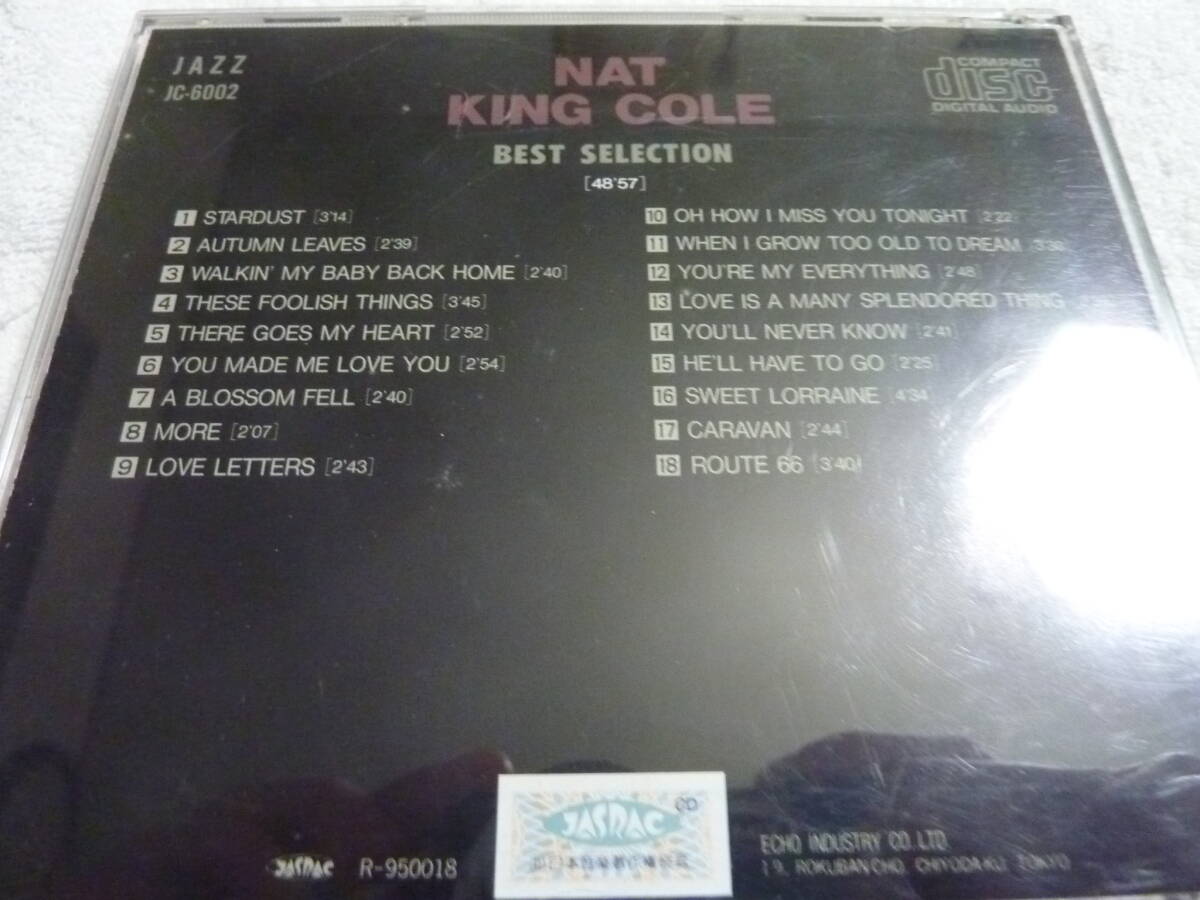 JAZZ
JC-6002
NAT
KING COLE
COMPACT
disc
DIGITAL AUDIO
BEST SELECTION
[48'57]
1 STARDUST [3'14]
2 AUTUMN LEAVES [2'39]
3 WALKIN' MY BABY BACK HOME [2'40]
4 THESE FOOLISH THINGS [3'45]
5 THERE GOES MY HEART [2'52]
6 YOU MADE ME LOVE YOU [2'54]
7 A BLOSSOM FELL [2'40]
8 MORE [2'07]
9 LOVE LETTERS [2'43]
10 OH HOW I MISS YOU TONIGHT [2'22]
11 WHEN I GROW TOO OLD TO DREAM
12 YOU'RE MY EVERYTHING [2'48]
13 LOVE IS A MANY SPLENDORED THING
14 YOU'LL NEVER KNOW [2'41]
15 HE'LL HAVE TO GO [2'25]
16 SWEET LORRAINE [4'34
17 CARAVAN [2'44]
18 ROUTE 66 [3'40]
JASRAC R-950018
CD
JASRAC
ECHO INDUSTRY CO. LTD.
19, ROKUBANCHO, CHIYODA-KU, TOKYO